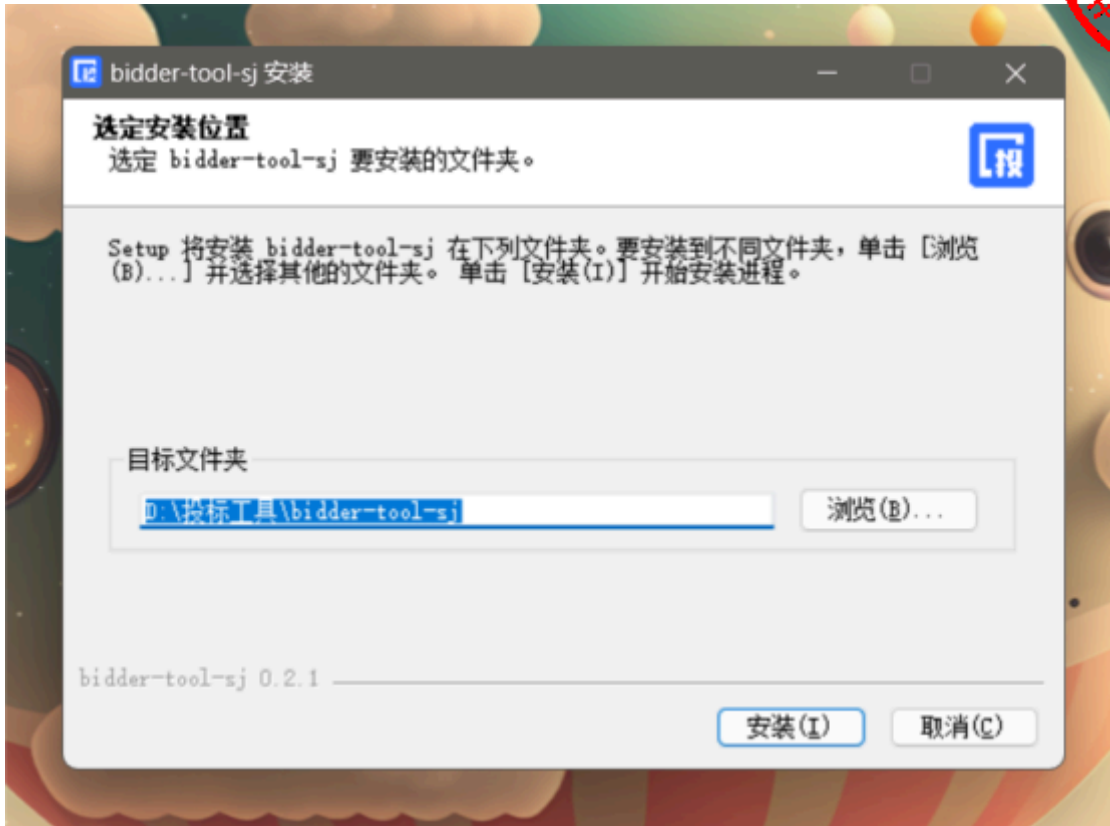 bidder-tool-sj 安装
选定安装位置
选定 bidder-tool-sj 要安装的文件夹。
投
Setup 将安装 bidder-tool-sj 在下列文件夹。要安装到不同文件夹，单击 [浏览
(B)...] 并选择其他的文件夹。 单击 [安装(I)] 开始安装进程。
目标文件夹
D:\投标工具\bidder-tool-sj
浏览(B)...
bidder-tool-sj 0.2.1
安装(I)
取消(C)